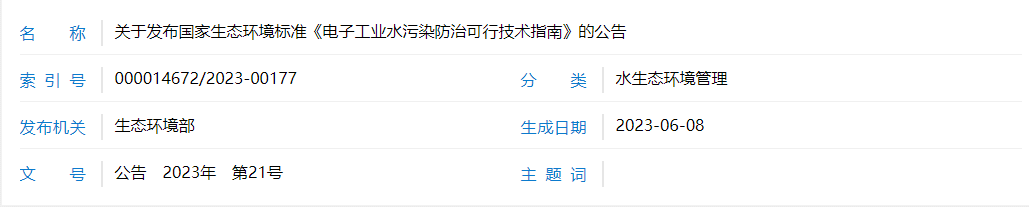 名 称 关于发布国家生态环境标准《电子工业水污染防治可行技术指南》的公告
索 引 号 000014672/2023-00177 分 类 水生态环境管理
发布机关 生态环境部 生成日期 2023-06-08
文 号 公告 2023年 第21号 主 题 词